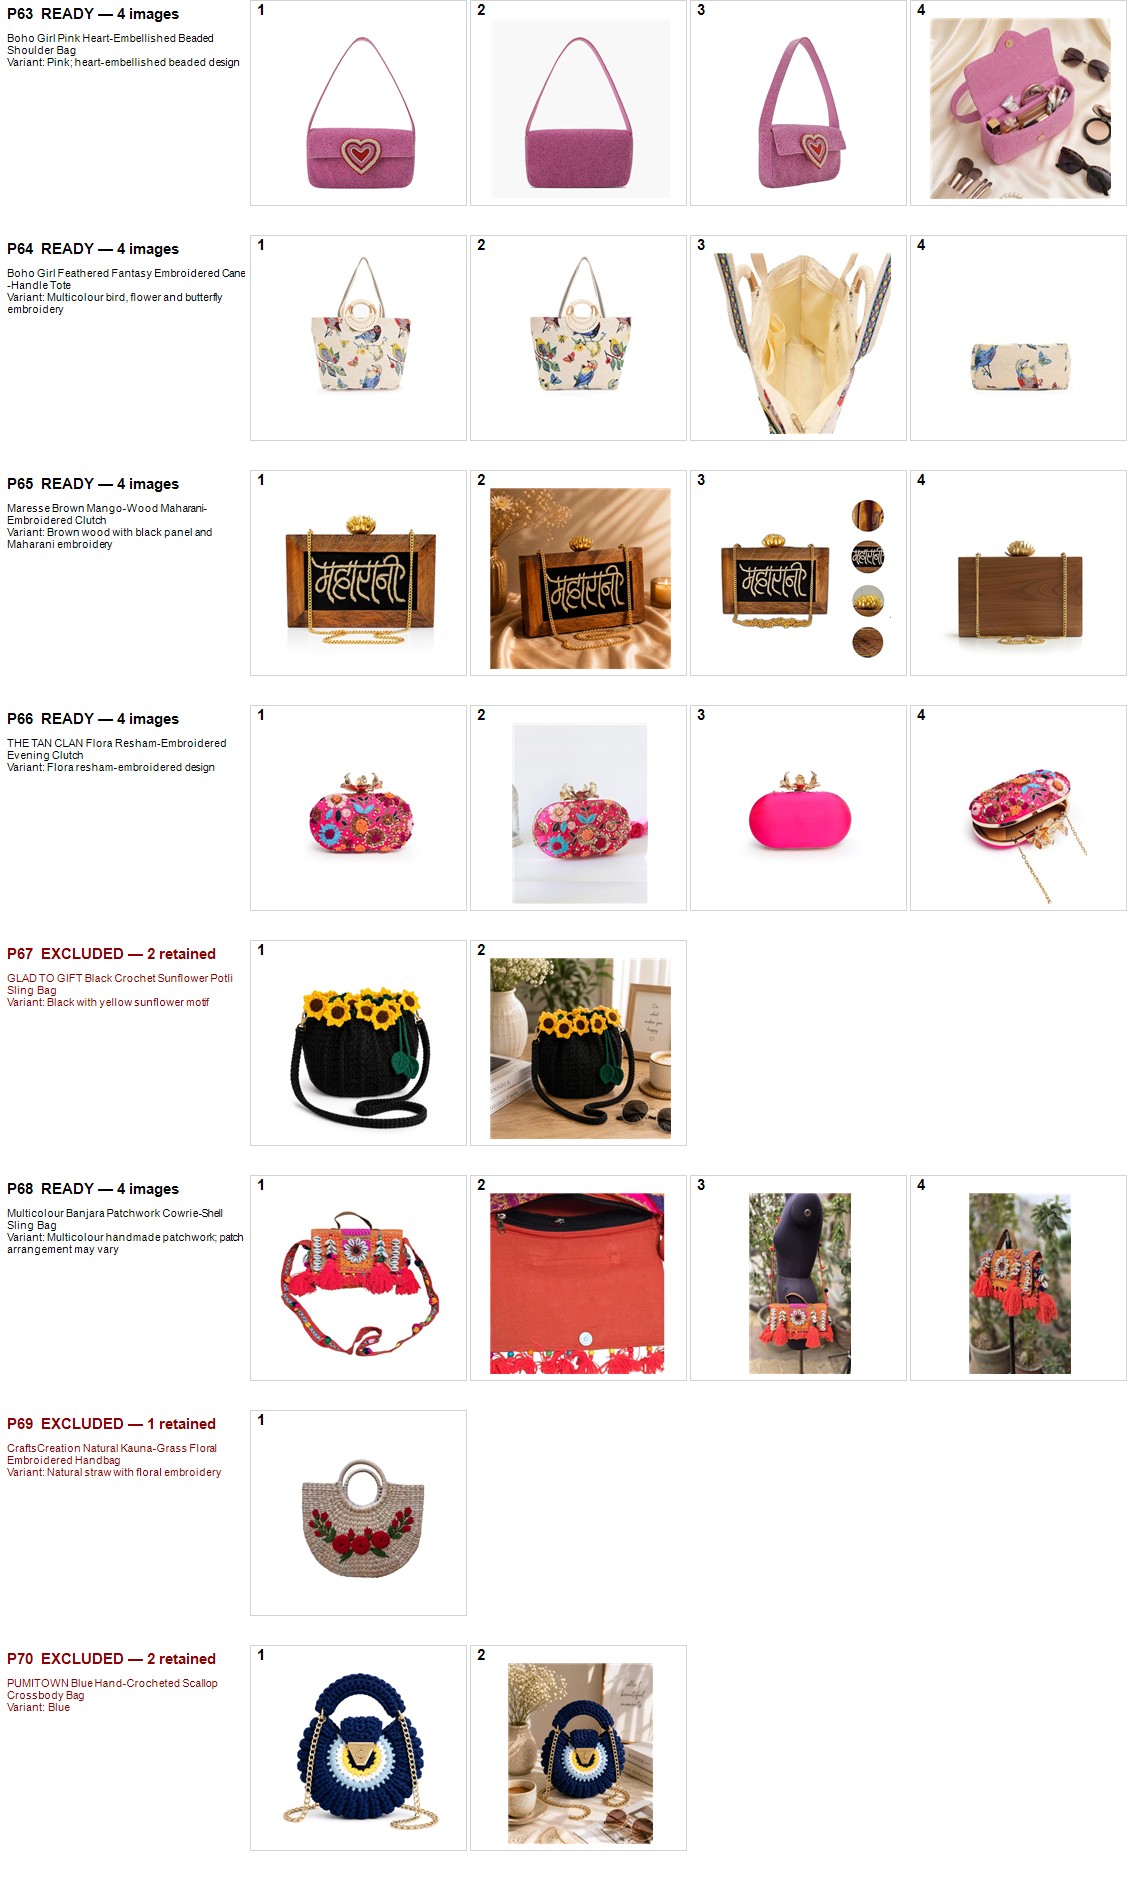 P63 READY — 4 images
Boho Girl Pink Heart-Embellished Beaded
Shoulder Bag
Variant: Pink; heart-embellished beaded design
1
2
3
4
P64 READY — 4 images
Boho Girl Feathered Fantasy Embroidered Cane
-Handle Tote
Variant: Multicolour bird, flower and butterfly
embroidery
1
2
3
4
P65 READY — 4 images
Maresse Brown Mango-Wood Maharani-
Embroidered Clutch
Variant: Brown wood with black panel and
Maharani embroidery
1
महारानी
2
महारानी
3
महारानी
4
P66 READY — 4 images
THE TAN CLAN Flora Resham-Embroidered
Evening Clutch
Variant: Flora resham-embroidered design
1
2
3
4
P67 EXCLUDED — 2 retained
GLAD TO GIFT Black Crochet Sunflower Potli
Sling Bag
Variant: Black with yellow sunflower motif
1
2
P68 READY — 4 images
Multicolour Banjara Patchwork Cowrie-Shell
Sling Bag
Variant: Multicolour handmade patchwork; patch
arrangement may vary
1
2
3
4
P69 EXCLUDED — 1 retained
CraftsCreation Natural Kauna-Grass Floral
Embroidered Handbag
Variant: Natural straw with floral embroidery
1
P70 EXCLUDED — 2 retained
PUMITOWN Blue Hand-Crocheted Scallop
Crossbody Bag
Variant: Blue
1
2